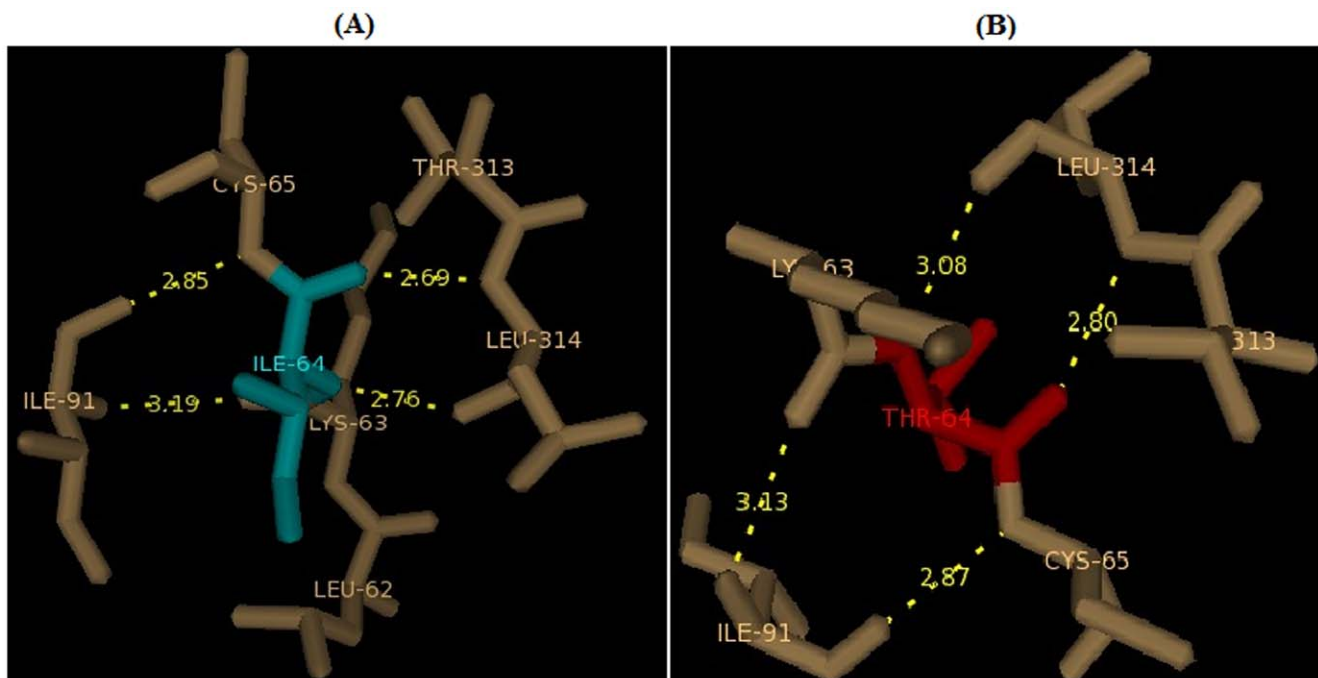 (A)
(B)
CYS-65
THR-313
2.85
2.69
ILE-64
LEU-314
ILE-91
3.19
2.76
LYS-63
LEU-62
LEU-314
3.08
2.80
313
THR-64
3.13
CYS-65
2.87
ILE-91